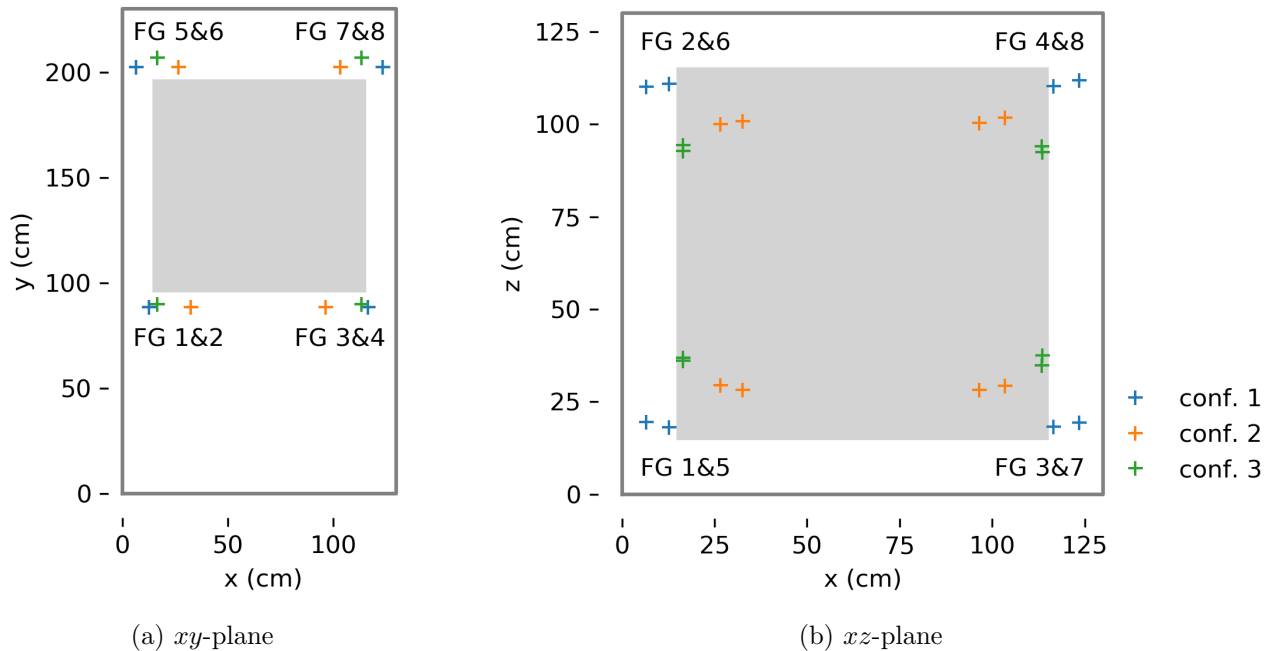 FG 5&6 FG 7&8
200
150
100
50
0
y (cm)
FG 1&2 FG 3&4
0 50 100
x (cm)
(a) xy-plane
FG 2&6 FG 4&8
125
100
75
50
25
0
z (cm)
FG 1&5 FG 3&7
0 25 50 75 100 125
x (cm)
(b) xz-plane
conf. 1
conf. 2
conf. 3